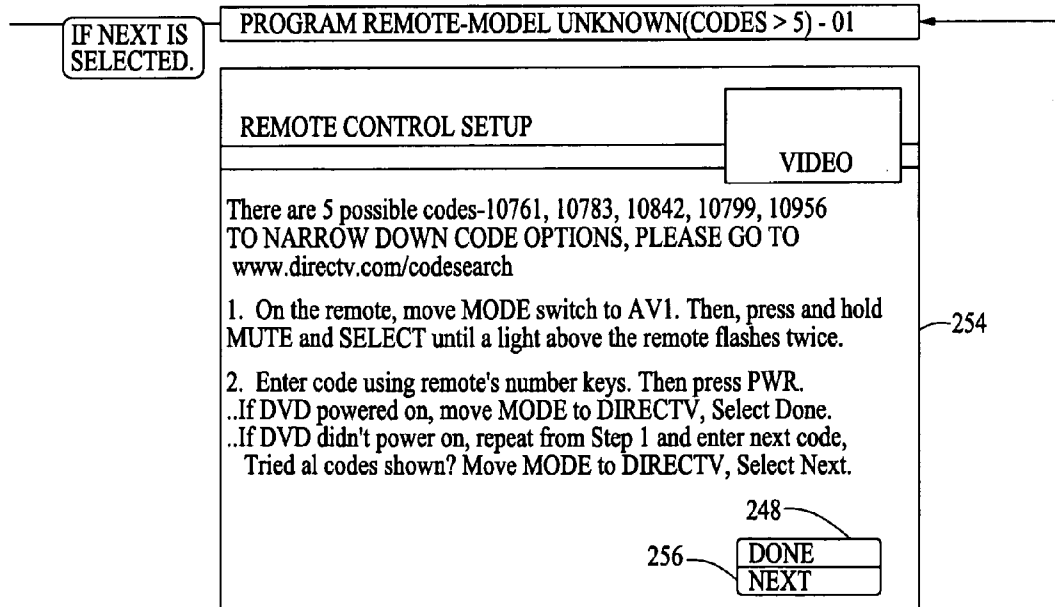 IF NEXT IS
SELECTED.
PROGRAM REMOTE-MODEL UNKNOWN(CODES > 5) - 01
REMOTE CONTROL SETUP
VIDEO
There are 5 possible codes-10761, 10783, 10842, 10799, 10956
TO NARROW DOWN CODE OPTIONS, PLEASE GO TO
www.directv.com/codesearch
1. On the remote, move MODE switch to AV1. Then, press and hold
MUTE and SELECT until a light above the remote flashes twice.
254
2. Enter code using remote's number keys. Then press PWR.
..If DVD powered on, move MODE to DIRECTV, Select Done.
..If DVD didn't power on, repeat from Step 1 and enter next code,
Tried al codes shown? Move MODE to DIRECTV, Select Next.
248
256
DONE
NEXT